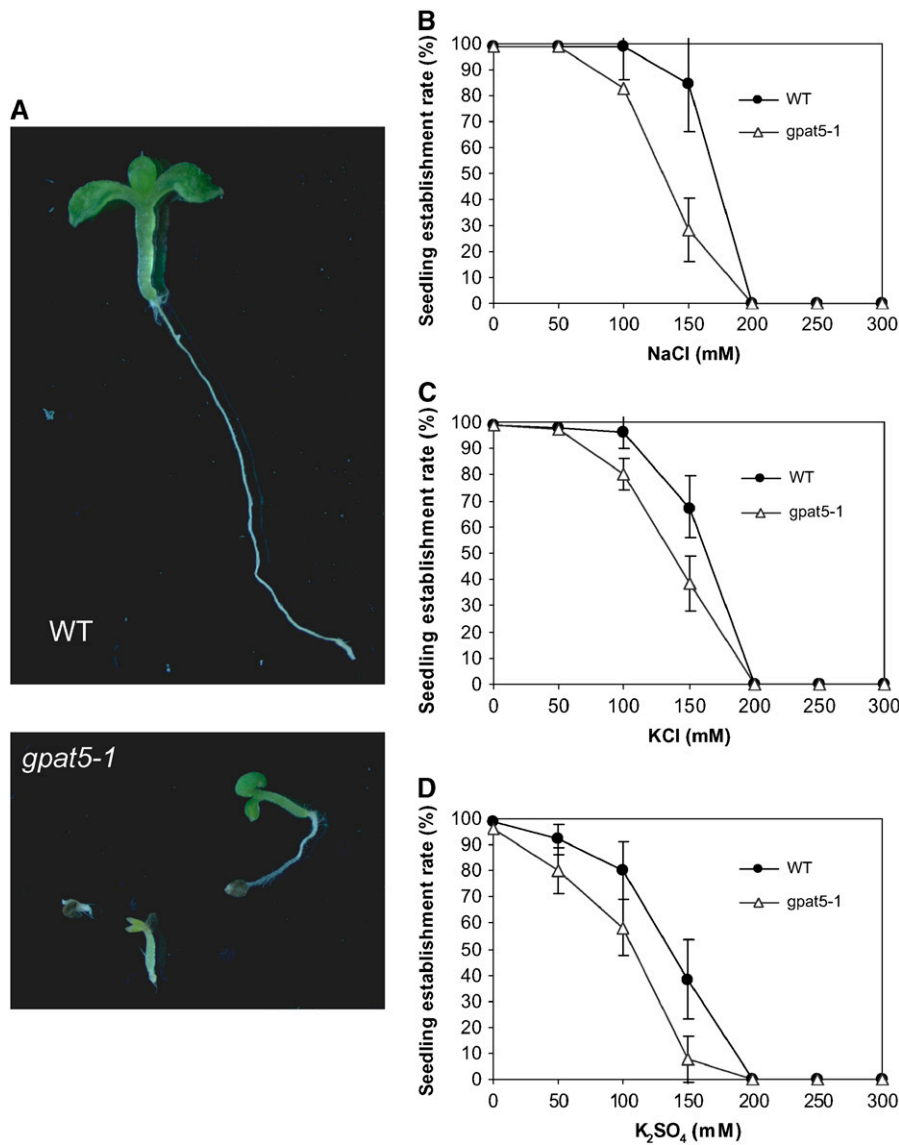 A
WT
gpat5-1
B
Seedling establishment rate (%)
100
90
80
70
60
50
40
30
20
10
0
WT
gpat5-1
0 50 100 150 200 250 300
NaCl (mM)
C
Seedling establishment rate (%)
100
90
80
70
60
50
40
30
20
10
0
WT
gpat5-1
0 50 100 150 200 250 300
KCl (mM)
D
Seedling establishment rate (%)
100
90
80
70
60
50
40
30
20
10
0
WT
gpat5-1
0 50 100 150 200 250 300
K₂SO₄ (mM)